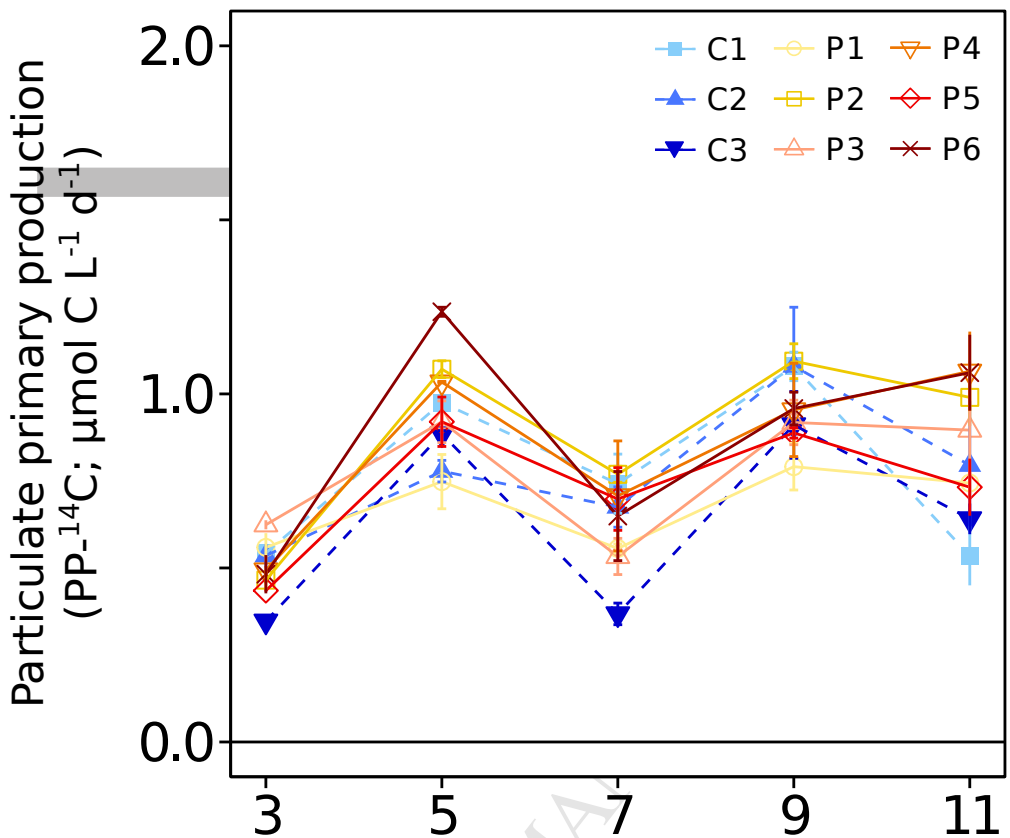 Particulate primary production
(PP-¹⁴C; µmol C L⁻¹ d⁻¹)
2.0
1.0
0.0
C1
P1
P4
C2
P2
P5
C3
P3
P6
3
5
7
9
11